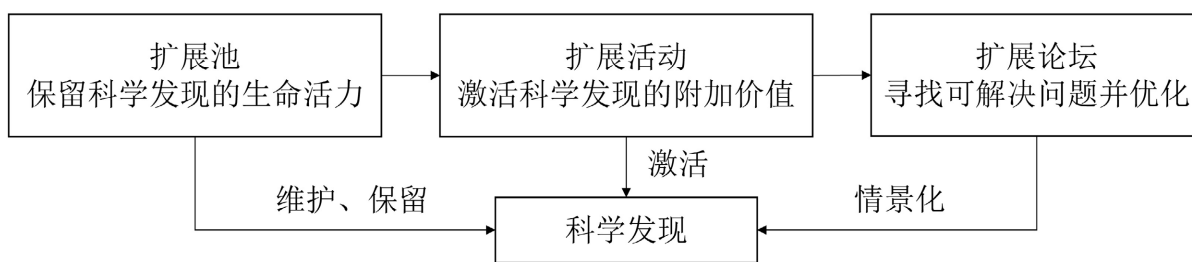 扩展池
保留科学发现的生命活力
扩展活动
激活科学发现的附加价值
扩展论坛
寻找可解决问题并优化
激活
维护、保留
情景化
科学发现